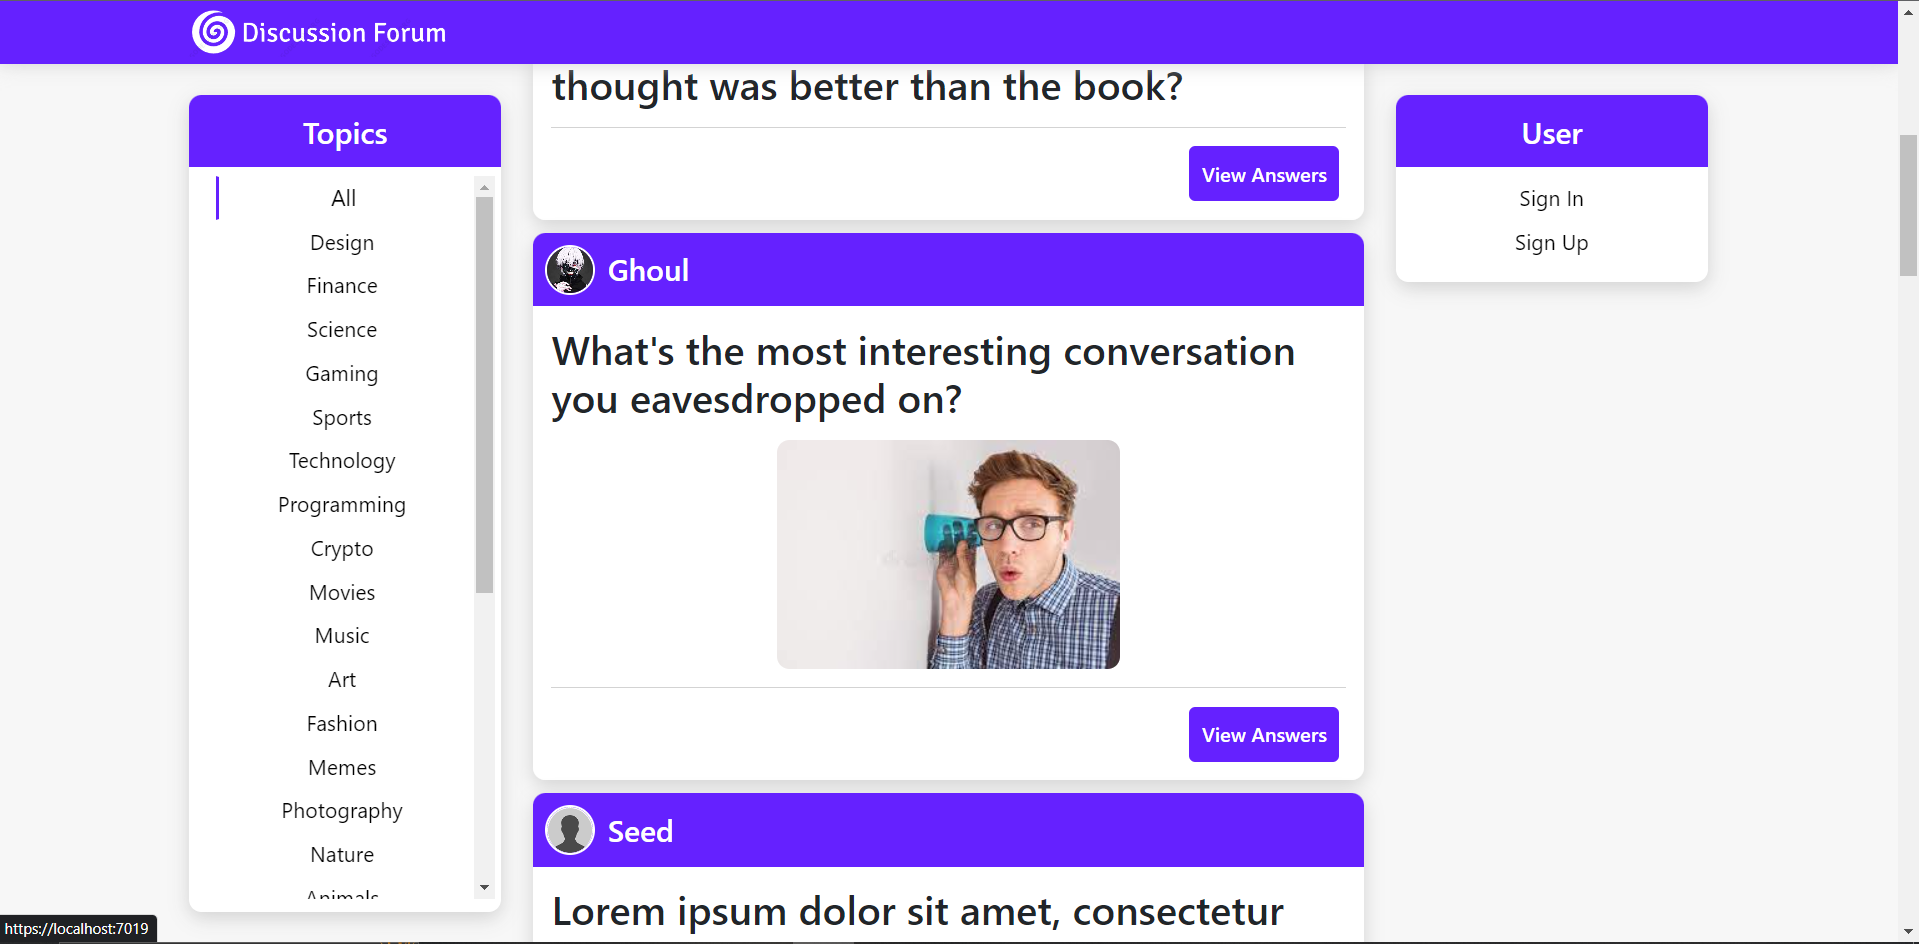 Discussion Forum
Topics
All
Design
Finance
Science
Gaming
Sports
Technology
Programming
Crypto
Movies
Music
Art
Fashion
Memes
Photography
Nature
Animals
thought was better than the book?
View Answers
Ghoul
What's the most interesting conversation
you eavesdropped on?
View Answers
Seed
Lorem ipsum dolor sit amet, consectetur
User
Sign In
Sign Up
https://localhost:7019